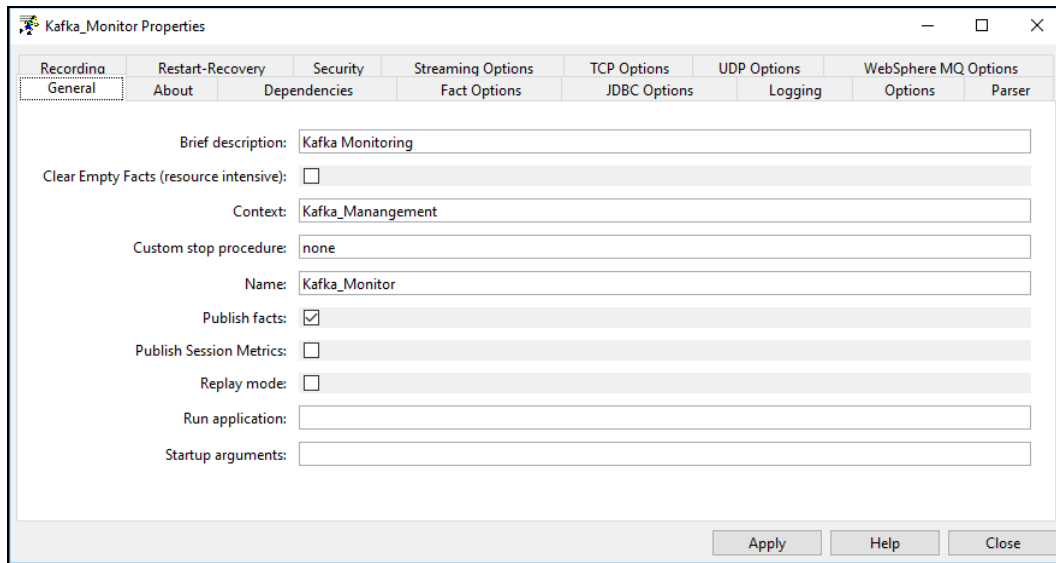 Kafka_Monitor Properties
Recording Restart-Recovery Security Streaming Options TCP Options UDP Options WebSphere MQ Options
General About Dependencies Fact Options JDBC Options Logging Options Parser
Brief description: Kafka Monitoring
Clear Empty Facts (resource intensive):
Context: Kafka_Manangement
Custom stop procedure: none
Name: Kafka_Monitor
Publish facts:
Publish Session Metrics:
Replay mode:
Run application:
Startup arguments:
Apply Help Close